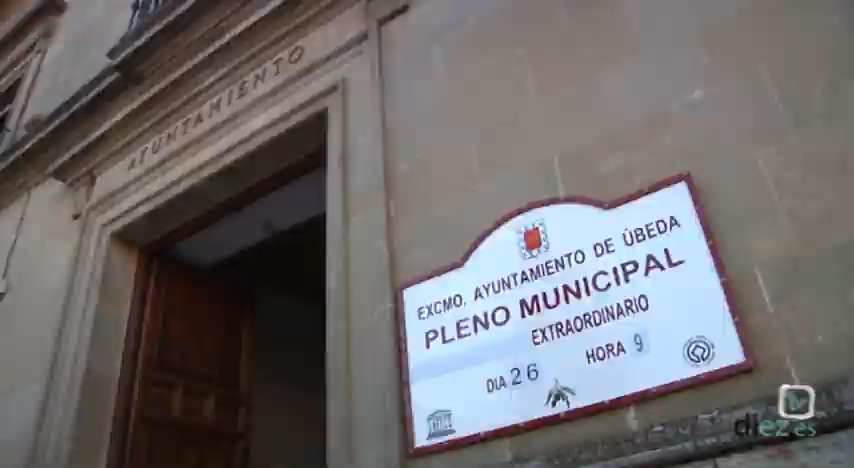 AYUNTAMIENTO
EXCMO. AYUNTAMIENTO DE ÚBEDA
PLENO MUNICIPAL
EXTRAORDINARIO
DIA 26 HORA 9
diez.es